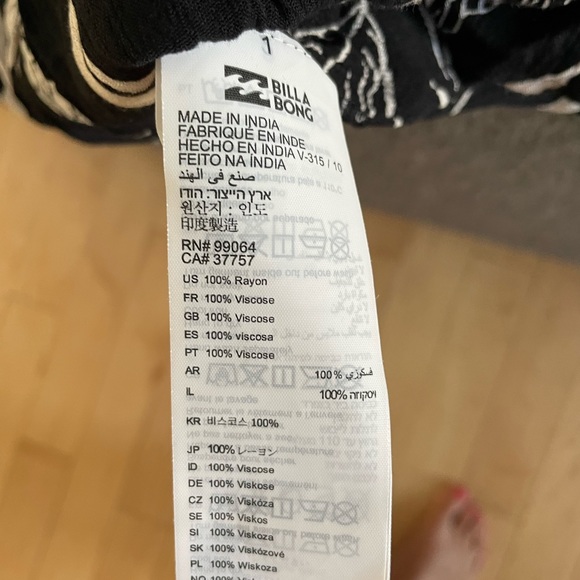 1
BILLA
BONG
MADE IN INDIA
FABRIQUÉ EN INDE
HECHO EN INDIA V-315 / 10
FEITO NA ÍNDIA
صنع في الهند
ארץ הייצור: הודו
원산지 : 인도
印度製造
RN# 99064
CA# 37757
US 100% Rayon
FR 100% Viscose
GB 100% Viscose
ES 100% viscosa
PT 100% Viscose
AR 100% فسكوزي
IL 100% ויסקוזה
KR 비스코스 100%
JP 100% レーヨン
ID 100% Viscose
DE 100% Viskose
CZ 100% Viskóza
SE 100% Viskos
SI 100% Viskoza
SK 100% Viskózové
PL 100% Wiskoza
NO 100% Viskose